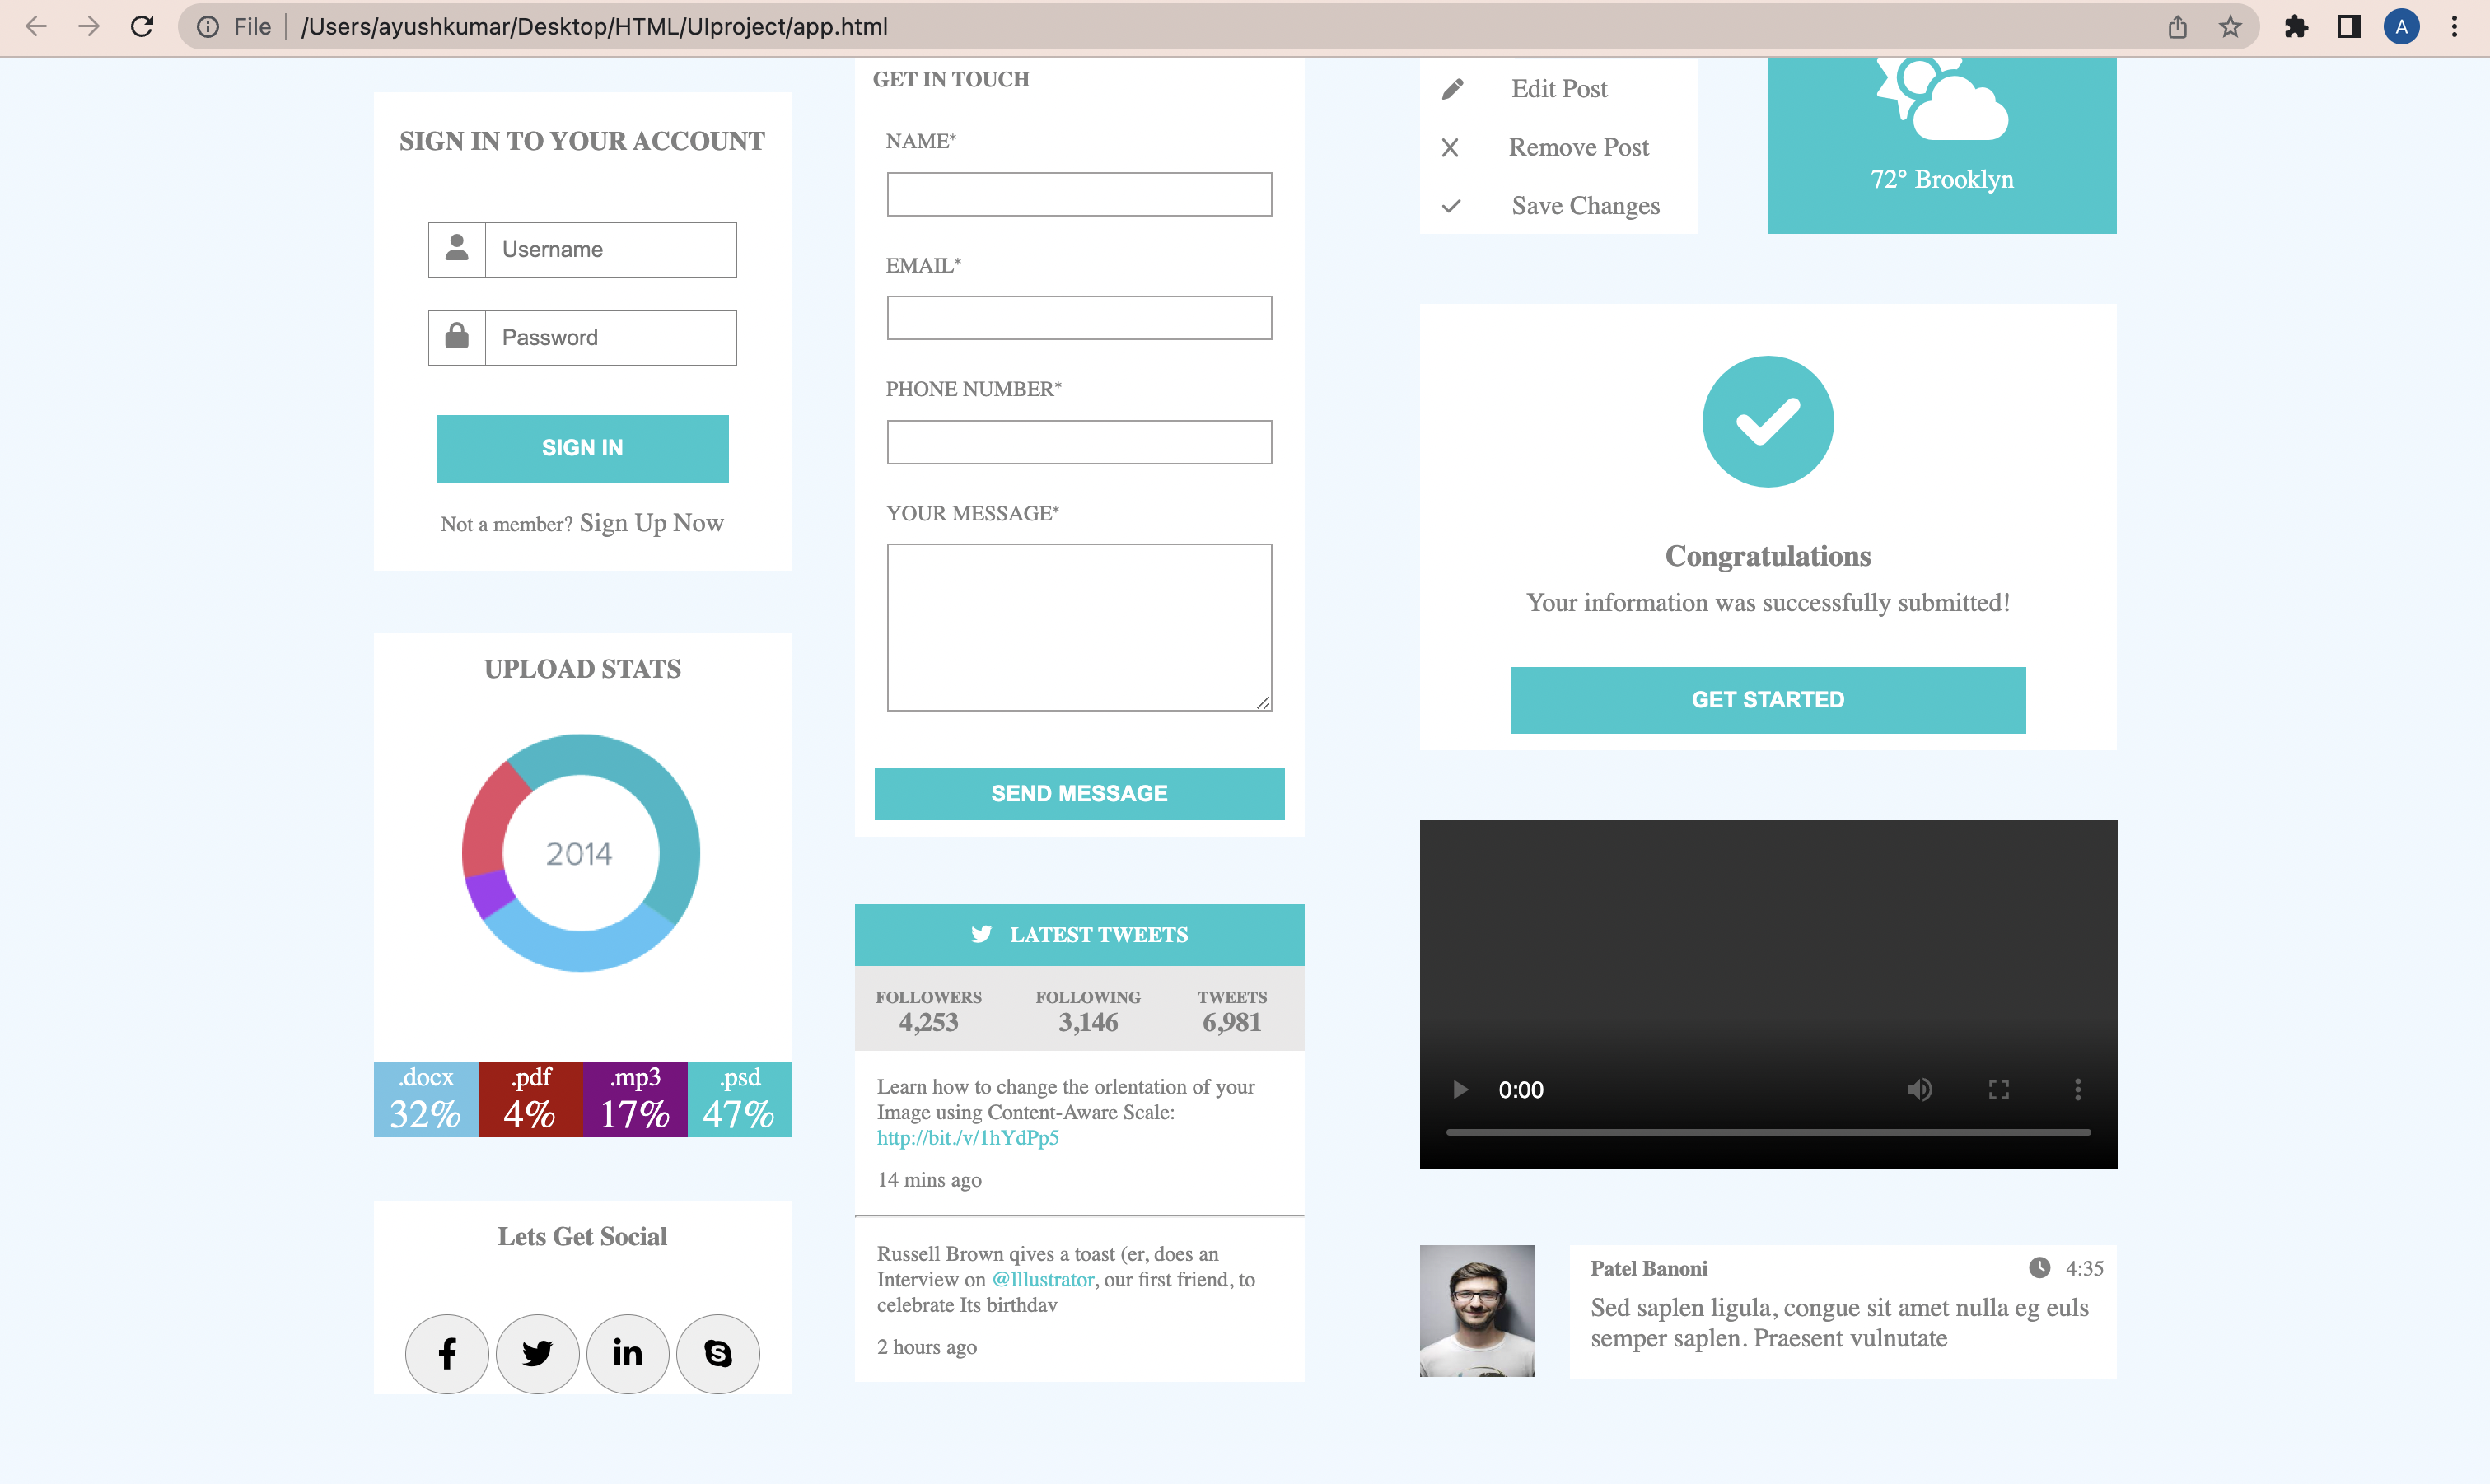 File
/Users/ayushkumar/Desktop/HTML/UIproject/app.html
A
SIGN IN TO YOUR ACCOUNT
Username
Password
SIGN IN
Not a member? Sign Up Now
UPLOAD STATS
2014
.docx
32%
.pdf
4%
.mp3
17%
.psd
47%
Lets Get Social
GET IN TOUCH
NAME*
EMAIL*
PHONE NUMBER*
YOUR MESSAGE*
SEND MESSAGE
LATEST TWEETS
FOLLOWERS
4,253
FOLLOWING
3,146
TWEETS
6,981
Learn how to change the orlentation of your
Image using Content-Aware Scale:
http://bit./v/1hYdPp5
14 mins ago
Russell Brown qives a toast (er, does an
Interview on @lllustrator, our first friend, to
celebrate Its birthdav
2 hours ago
Edit Post
Remove Post
Save Changes
72° Brooklyn
Congratulations
Your information was successfully submitted!
GET STARTED
0:00
Patel Banoni
4:35
Sed saplen ligula, congue sit amet nulla eg euls
semper saplen. Praesent vulnutate